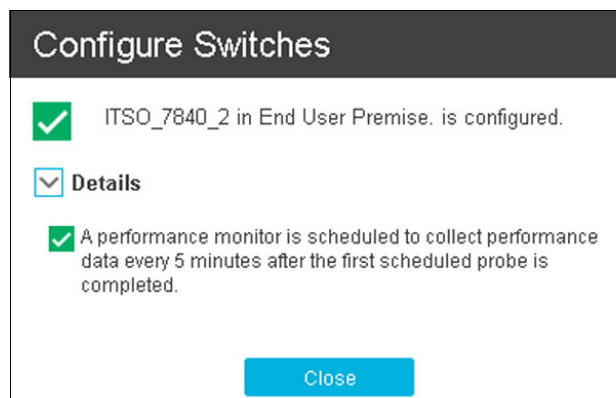 Configure Switches
ITSO_7840_2 in End User Premise. is configured.
Details
A performance monitor is scheduled to collect performance
data every 5 minutes after the first scheduled probe is
completed.
Close